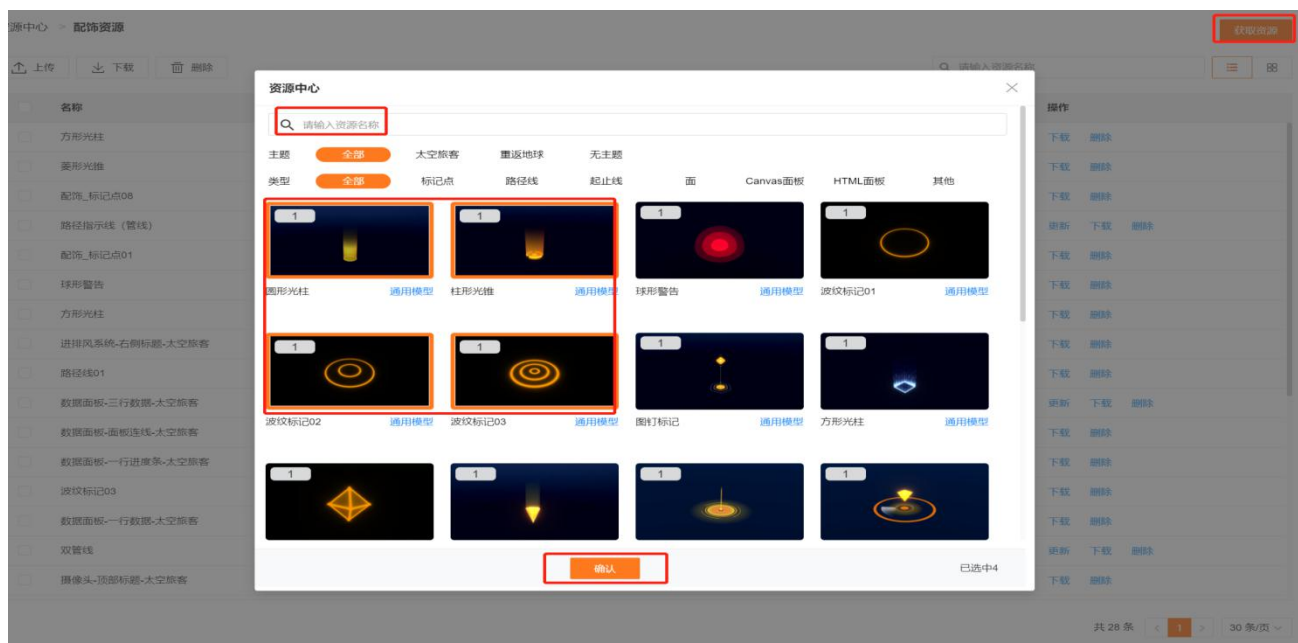 源中心 > 配饰资源
获取资源
上传 下载 删除
请输入资源名称
名称
操作
方形光柱
下载 删除
菱形光锥
下载 删除
配饰_标记点08
下载 删除
路径指示线（管线）
更新 下载 删除
配饰_标记点01
下载 删除
球形警告
下载 删除
方形光柱
下载 删除
进排风系统-右侧标题-太空旅客
下载 删除
路径线01
下载 删除
数据面板-三行数据-太空旅客
更新 下载 删除
数据面板-面板连线-太空旅客
下载 删除
数据面板-一行进度条-太空旅客
下载 删除
波纹标记03
下载 删除
数据面板-一行数据-太空旅客
下载 删除
双管线
更新 下载 删除
摄像头-顶部标题-太空旅客
下载 删除
资源中心
请输入资源名称
主题 全部 太空旅客 重返地球 无主题
类型 全部 标记点 路径线 起止线 面 Canvas面板 HTML面板 其他
1 1 1 1
圆形光柱 通用模型 柱形光锥 通用模型 球形警告 通用模型 波纹标记01 通用模型
1 1 1 1
波纹标记02 通用模型 波纹标记03 通用模型 图钉标记 通用模型 方形光柱 通用模型
1 1 1 1
确认
已选中4
共 28 条 < 1 > 30 条/页